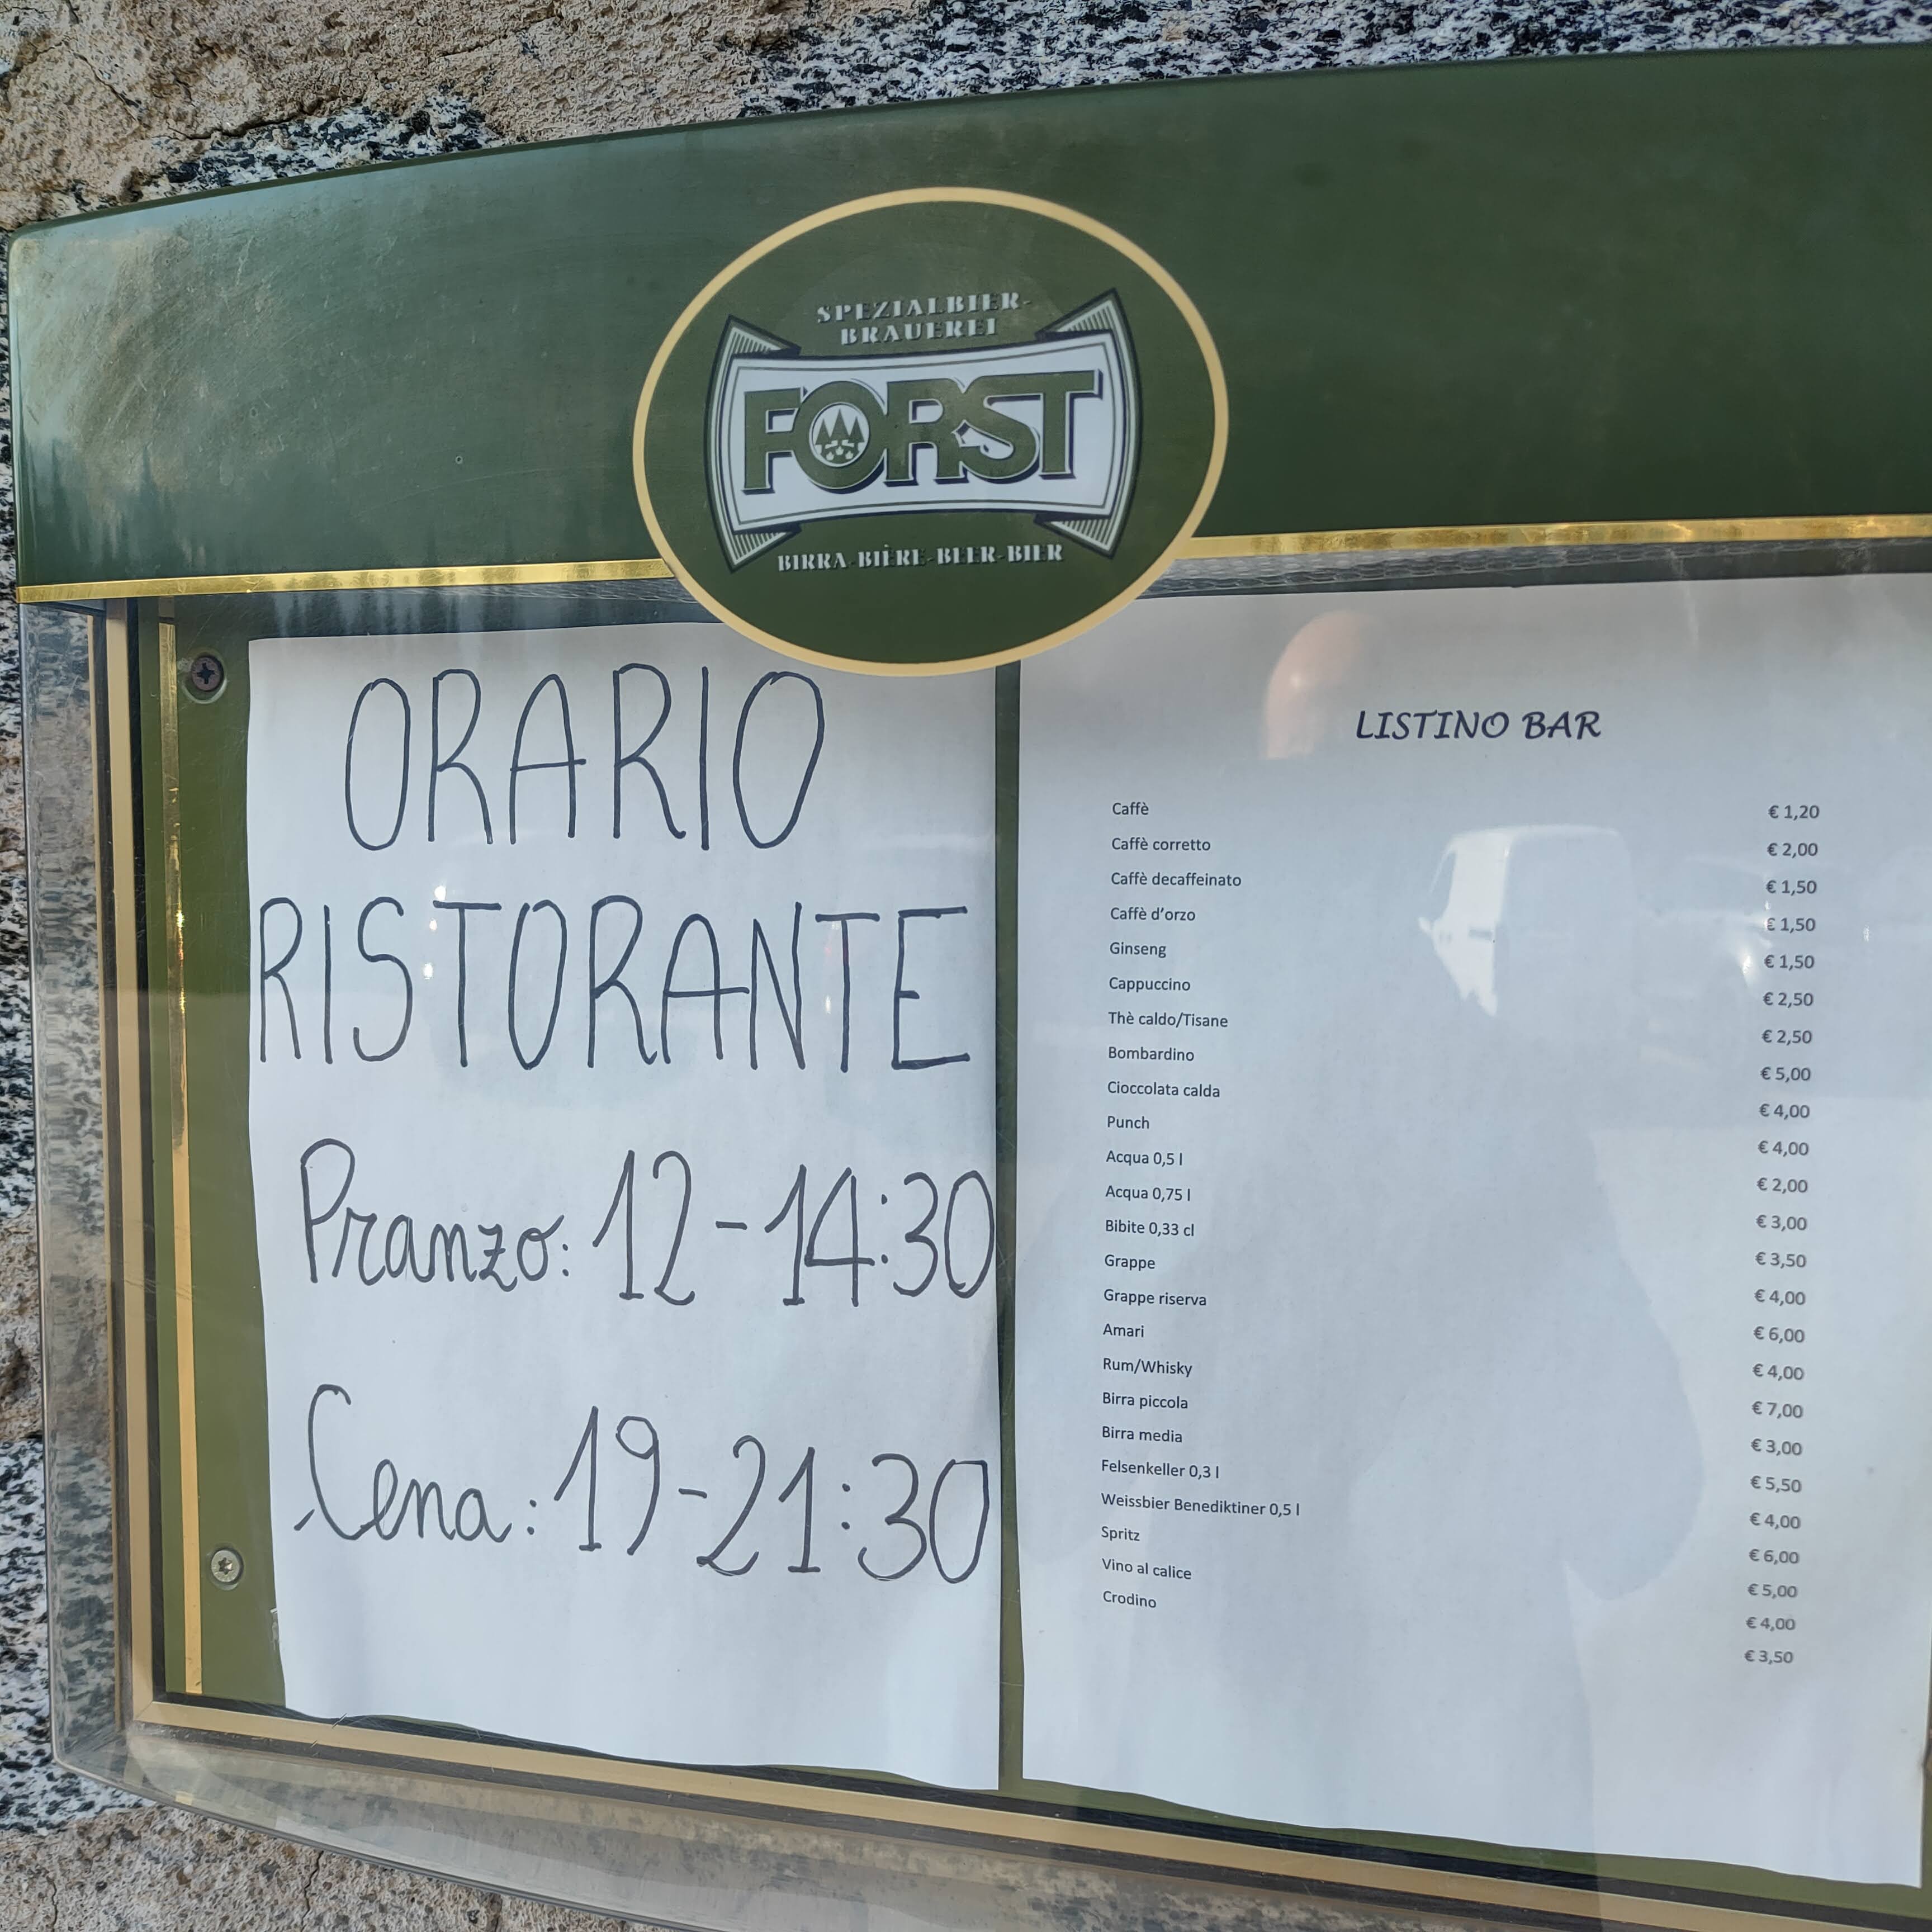 SPEZIALBIER-
BRAUEREI
FORST
BIRRA-BIÈRE-BEER-BIER
ORARIO
RISTORANTE
Pranzo: 12-14:30
Cena: 19-21:30
LISTINO BAR
Caffè € 1,20
Caffè corretto € 2,00
Caffè decaffeinato € 1,50
Caffè d'orzo € 1,50
Ginseng € 1,50
Cappuccino € 2,50
Thè caldo/Tisane € 2,50
Bombardino € 5,00
Cioccolata calda € 4,00
Punch € 4,00
Acqua 0,5 l € 2,00
Acqua 0,75 l € 3,00
Bibite 0,33 cl € 3,50
Grappe € 4,00
Grappe riserva € 6,00
Amari € 4,00
Rum/Whisky € 7,00
Birra piccola € 3,00
Birra media € 5,50
Felsenkeller 0,3 l € 4,00
Weissbier Benediktiner 0,5 l € 6,00
Spritz € 5,00
Vino al calice € 4,00
Crodino € 3,50